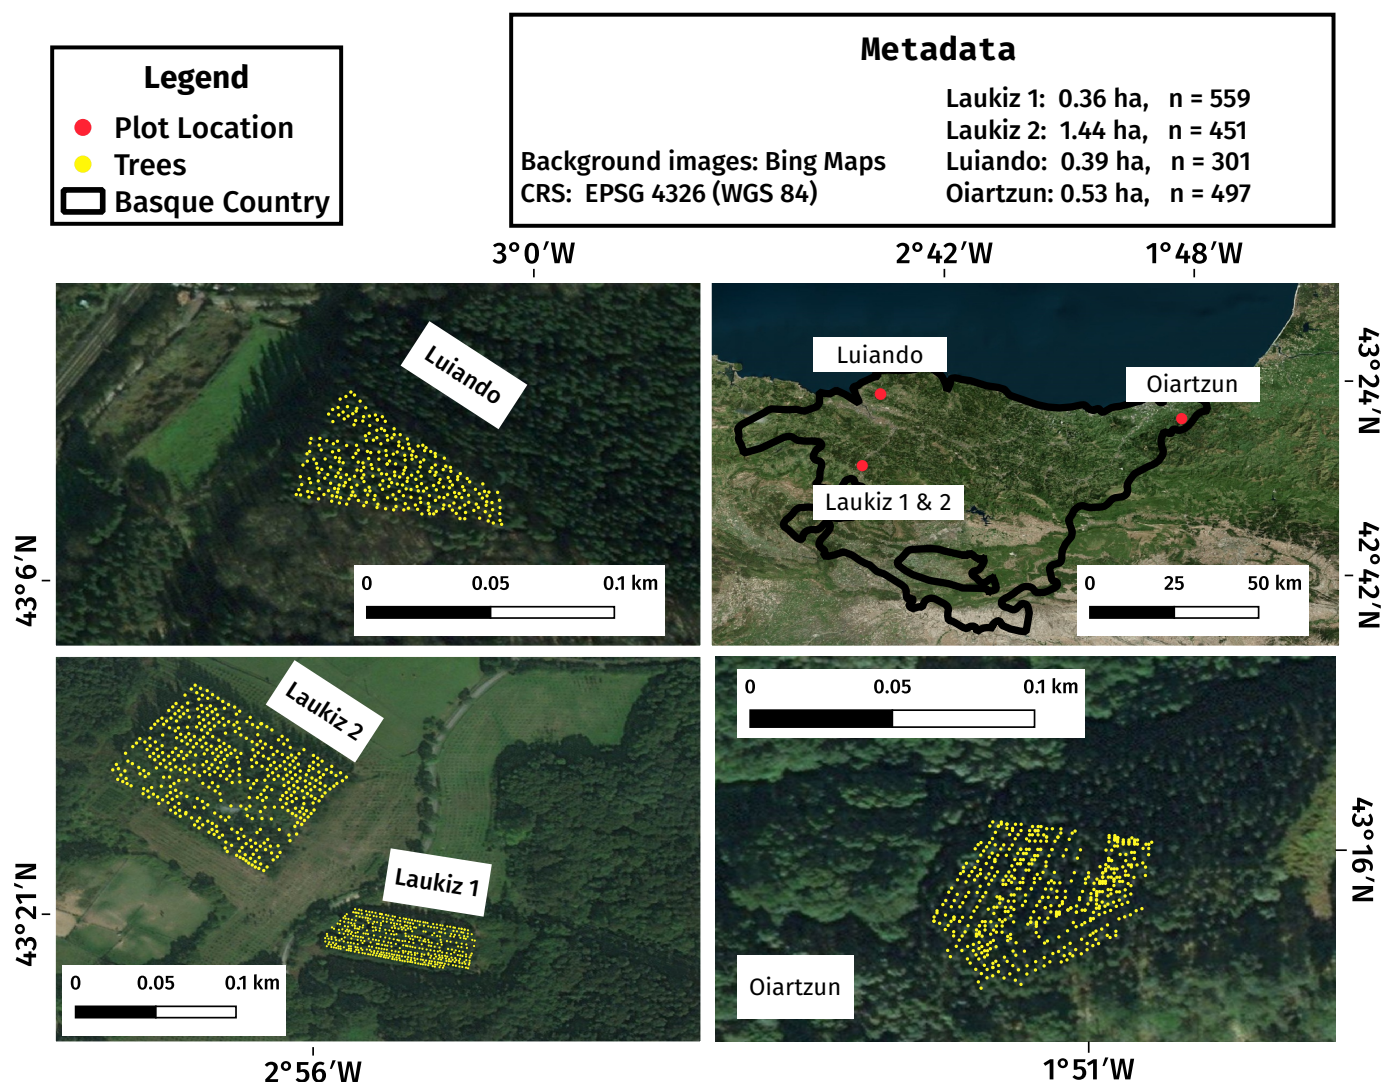 Legend
Plot Location
Trees
Basque Country
Metadata
Background images: Bing Maps
CRS: EPSG 4326 (WGS 84)
Laukiz 1: 0.36 ha, n = 559
Laukiz 2: 1.44 ha, n = 451
Luiando: 0.39 ha, n = 301
Oiartzun: 0.53 ha, n = 497
3°0′W
2°42′W
1°48′W
Luiando
43°6′N
0 0.05 0.1 km
Luiando
Oiartzun
Laukiz 1 & 2
43°24′N
42°42′N
0 25 50 km
Laukiz 2
Laukiz 1
43°21′N
0 0.05 0.1 km
2°56′W
0 0.05 0.1 km
Oiartzun
43°16′N
1°51′W